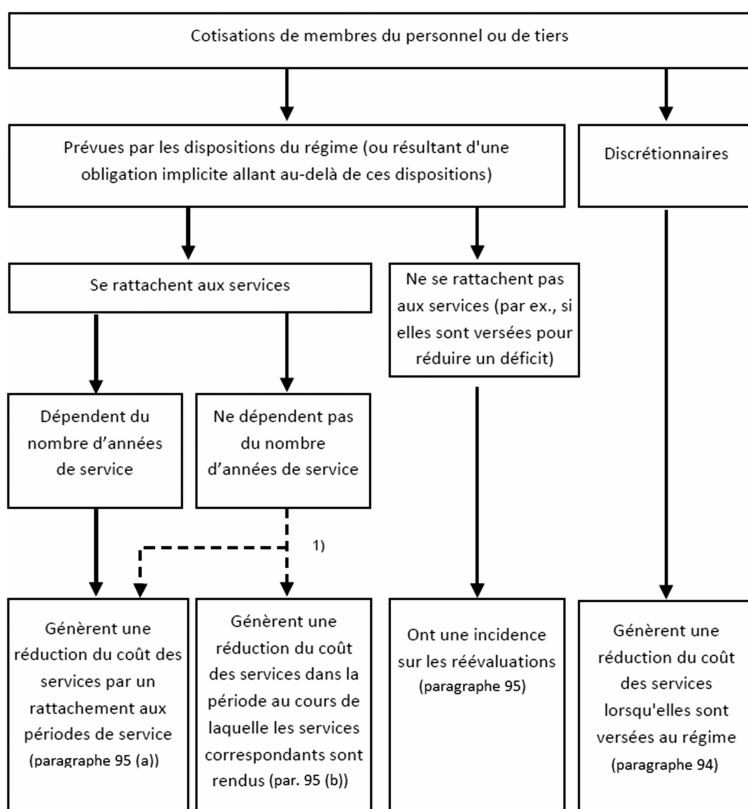 Cotisations de membres du personnel ou de tiers
Prévues par les dispositions du régime (ou résultant d'une
obligation implicite allant au-delà de ces dispositions)
Discrétionnaires
Se rattachent aux services
Ne se rattachent pas
aux services (par ex., si
elles sont versées pour
réduire un déficit)
Dépendent du
nombre d’années
de service
Ne dépendent pas
du nombre
d’années de service
1)
Génèrent une
réduction du coût des
services par un
rattachement aux
périodes de service
(paragraphe 95 (a))
Génèrent une
réduction du coût
des services dans la
période au cours de
laquelle les services
correspondants sont
rendus (par. 95 (b))
Ont une incidence
sur les réévaluations
(paragraphe 95)
Génèrent une
réduction du coût
des services
lorsqu'elles sont
versées au régime
(paragraphe 94)